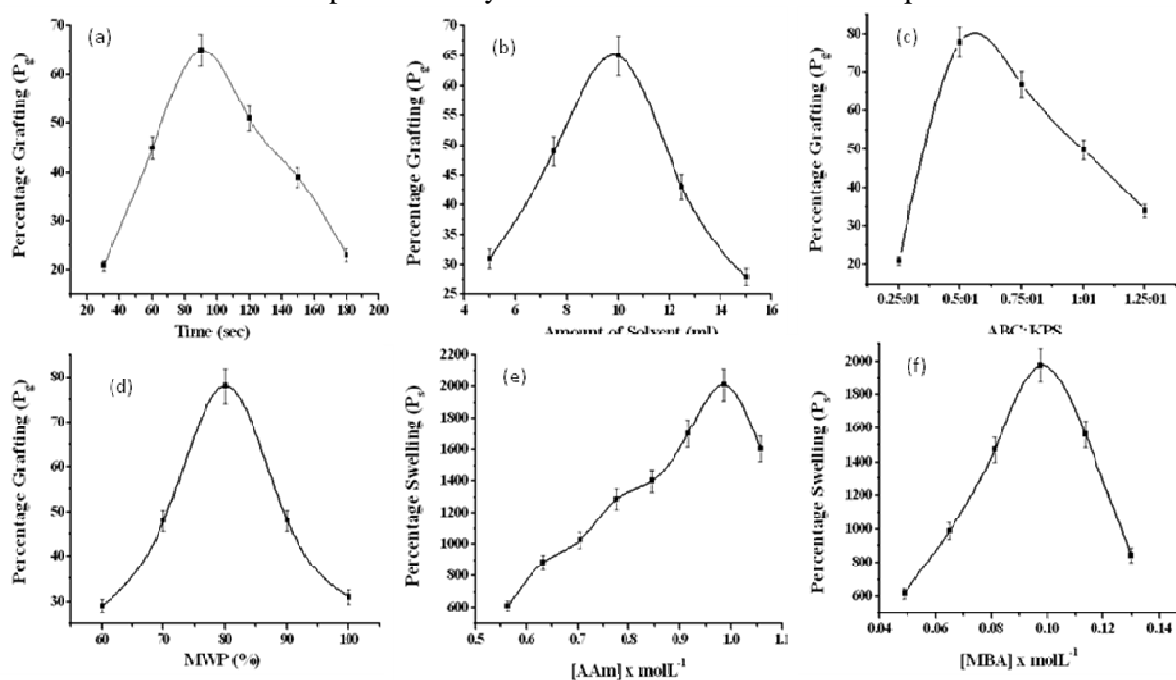 (a)
Percentage Grafting (Pg)
70
60
50
40
30
20
20 40 60 80 100 120 140 160 180 200
Time (sec)
(b)
Percentage Grafting (Pg)
70
65
60
55
50
45
40
35
30
25
4 6 8 10 12 14 16
Amount of Solvent (ml)
(c)
Percentage Grafting (Pg)
80
70
60
50
40
30
20
0.25:01 0.5:01 0.75:01 1:01 1.25:01
ABC:KPS
(d)
Percentage Grafting (Pg)
80
70
60
50
40
30
60 70 80 90 100
MWP (%)
(e)
Percentage Swelling (Ps)
2200
2000
1800
1600
1400
1200
1000
800
600
0.5 0.6 0.7 0.8 0.9 1.0 1.1
[AAm] x molL-1
(f)
Percentage Swelling (Ps)
2000
1800
1600
1400
1200
1000
800
600
0.04 0.06 0.08 0.10 0.12 0.14
[MBA] x molL-1